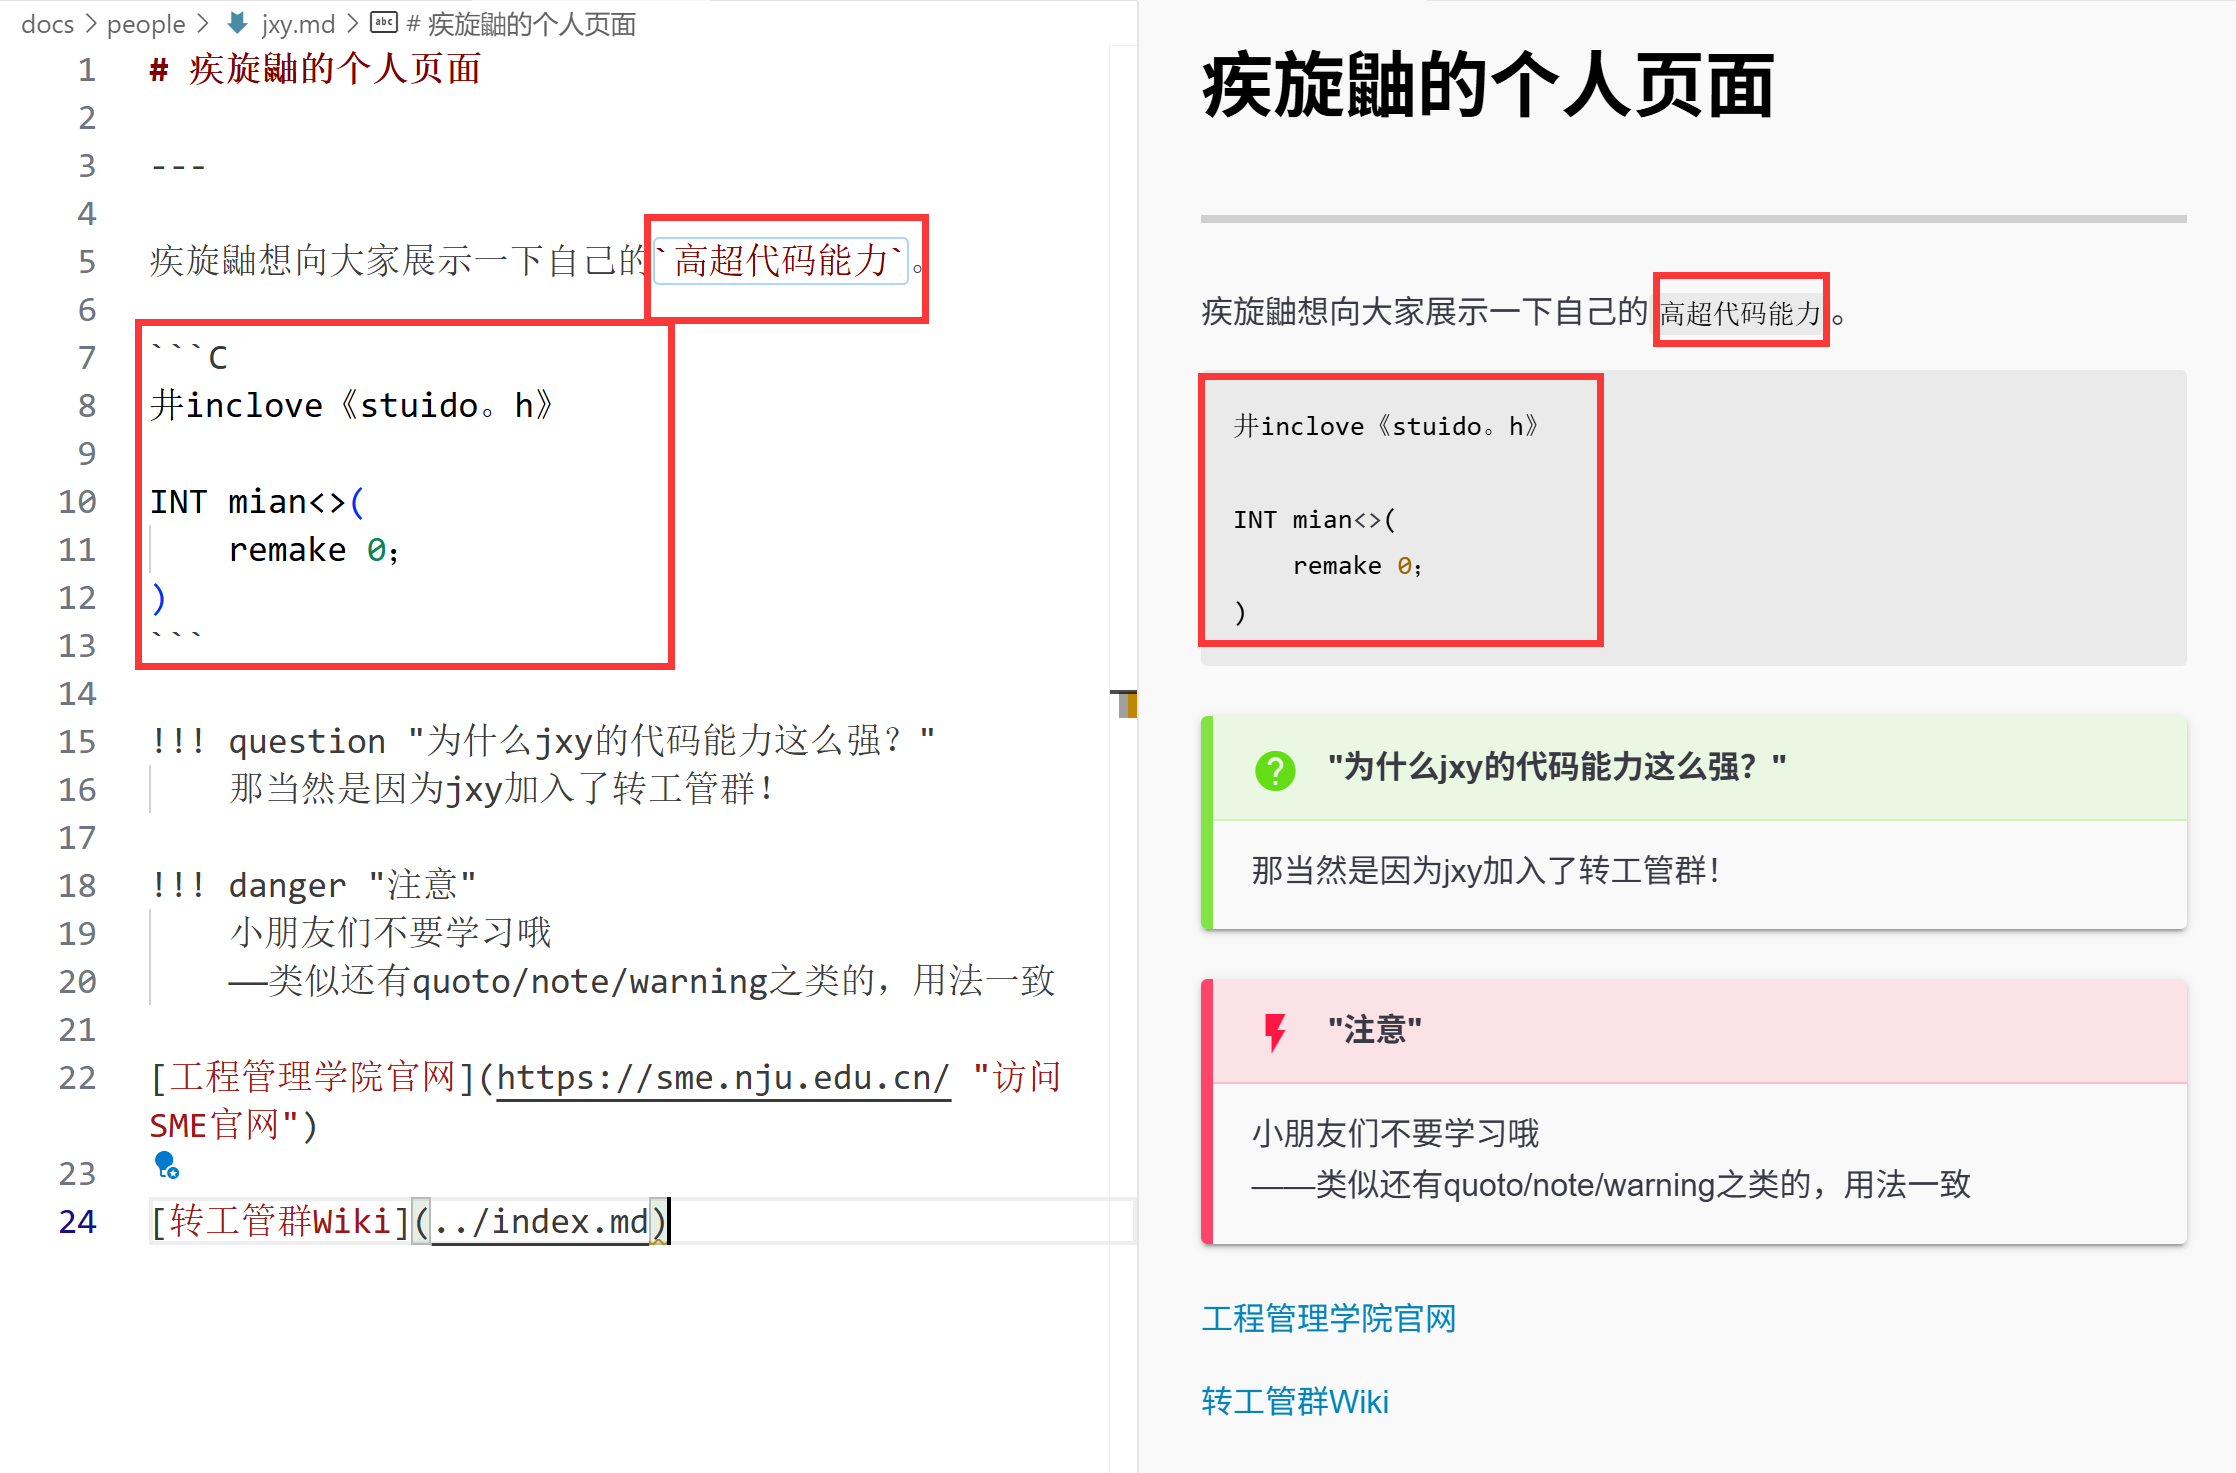 docs > people > jxy.md > abc # 疾旋鼬的个人页面
1 # 疾旋鼬的个人页面
2
3 ---
4
5 疾旋鼬想向大家展示一下自己的`高超代码能力`。
6
7 ```C
8 井inclove《stuido。h》
9
10 INT mian<>(
11     remake 0；
12 )
13 ```
14
15 !!! question "为什么jxy的代码能力这么强？"
16     那当然是因为jxy加入了转工管群！
17
18 !!! danger "注意"
19     小朋友们不要学习哦
20     ——类似还有quoto/note/warning之类的，用法一致
21
22 [工程管理学院官网](https://sme.nju.edu.cn/ "访问
SME官网")
23
24 [转工管群Wiki](../index.md)
疾旋鼬的个人页面
疾旋鼬想向大家展示一下自己的 高超代码能力 。
井inclove《stuido。h》
INT mian<>(
    remake 0；
)
"为什么jxy的代码能力这么强？"
那当然是因为jxy加入了转工管群！
"注意"
小朋友们不要学习哦
——类似还有quoto/note/warning之类的，用法一致
工程管理学院官网
转工管群Wiki